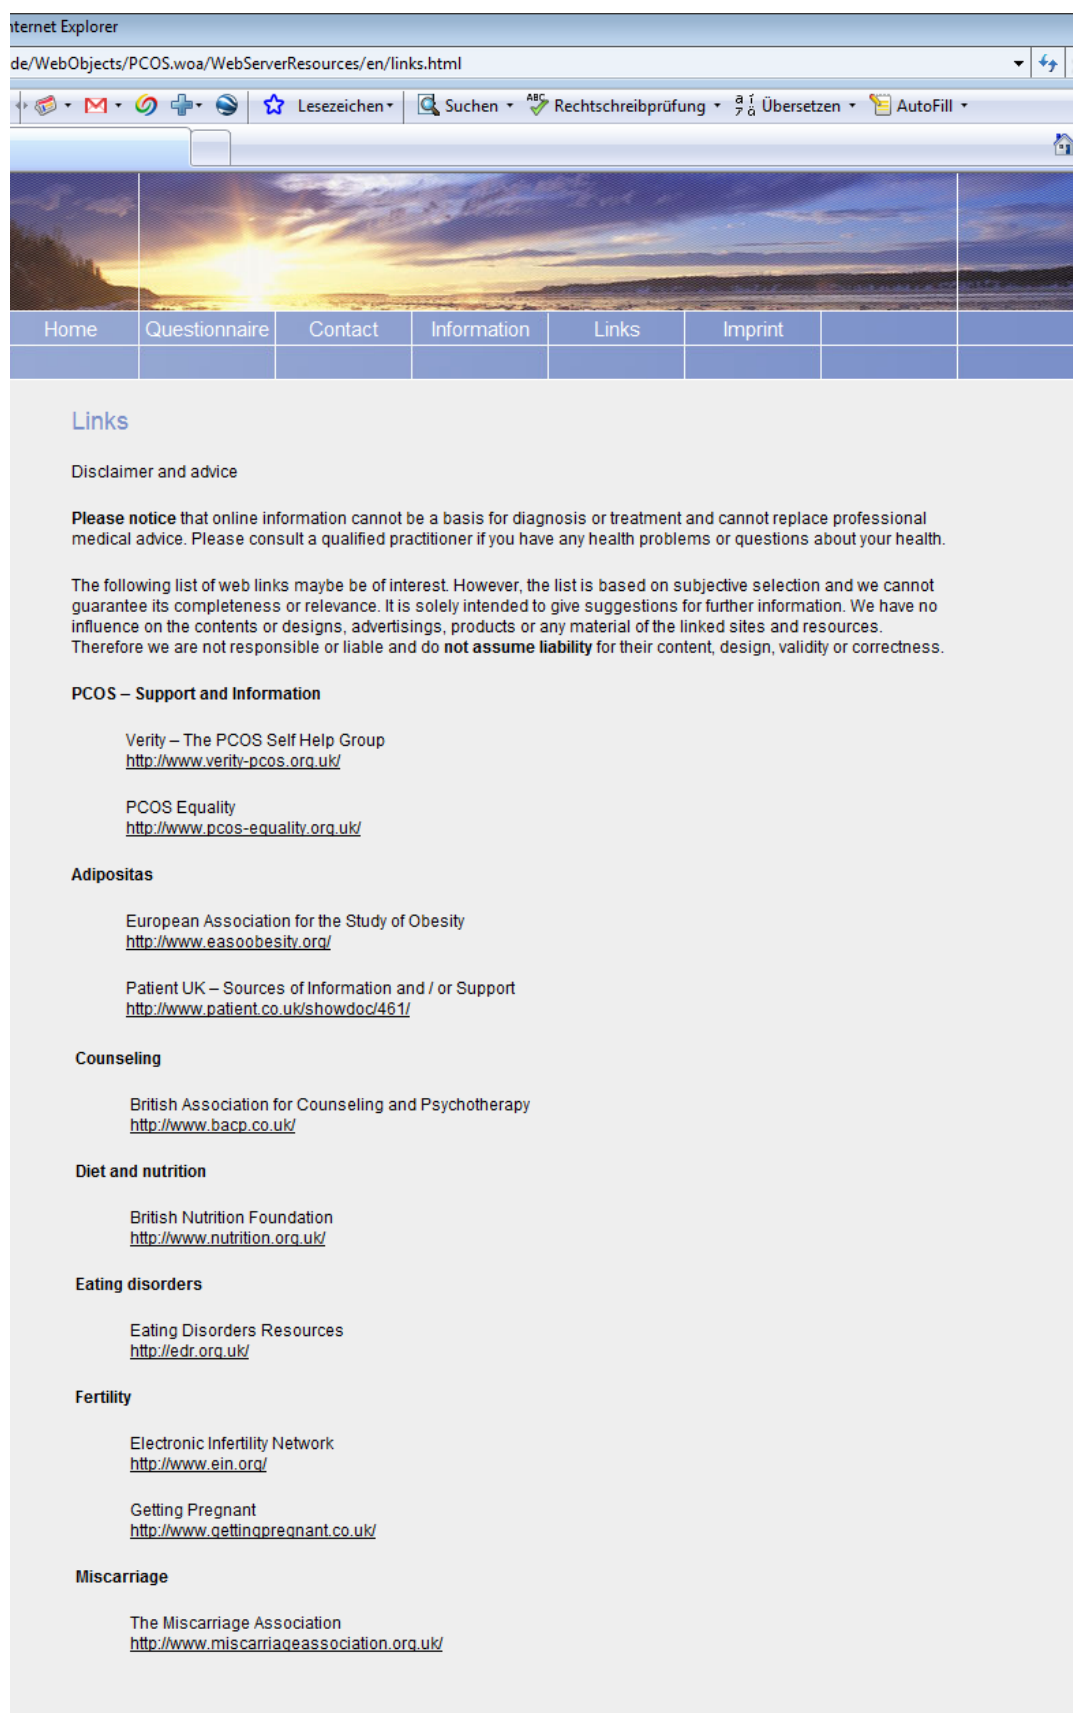 nternet Explorer
de/WebObjects/PCOS.woa/WebServerResources/en/links.html
Lesezeichen Suchen ABC Rechtschreibprüfung Übersetzen AutoFill
Home Questionnaire Contact Information Links Imprint
Links
Disclaimer and advice
Please notice that online information cannot be a basis for diagnosis or treatment and cannot replace professional
medical advice. Please consult a qualified practitioner if you have any health problems or questions about your health.
The following list of web links maybe be of interest. However, the list is based on subjective selection and we cannot
guarantee its completeness or relevance. It is solely intended to give suggestions for further information. We have no
influence on the contents or designs, advertisings, products or any material of the linked sites and resources.
Therefore we are not responsible or liable and do not assume liability for their content, design, validity or correctness.
PCOS – Support and Information
Verity – The PCOS Self Help Group
http://www.verity-pcos.org.uk/
PCOS Equality
http://www.pcos-equality.org.uk/
Adipositas
European Association for the Study of Obesity
http://www.easoobesity.org/
Patient UK – Sources of Information and / or Support
http://www.patient.co.uk/showdoc/461/
Counseling
British Association for Counseling and Psychotherapy
http://www.bacp.co.uk/
Diet and nutrition
British Nutrition Foundation
http://www.nutrition.org.uk/
Eating disorders
Eating Disorders Resources
http://edr.org.uk/
Fertility
Electronic Infertility Network
http://www.ein.org/
Getting Pregnant
http://www.gettingpregnant.co.uk/
Miscarriage
The Miscarriage Association
http://www.miscarriageassociation.org.uk/